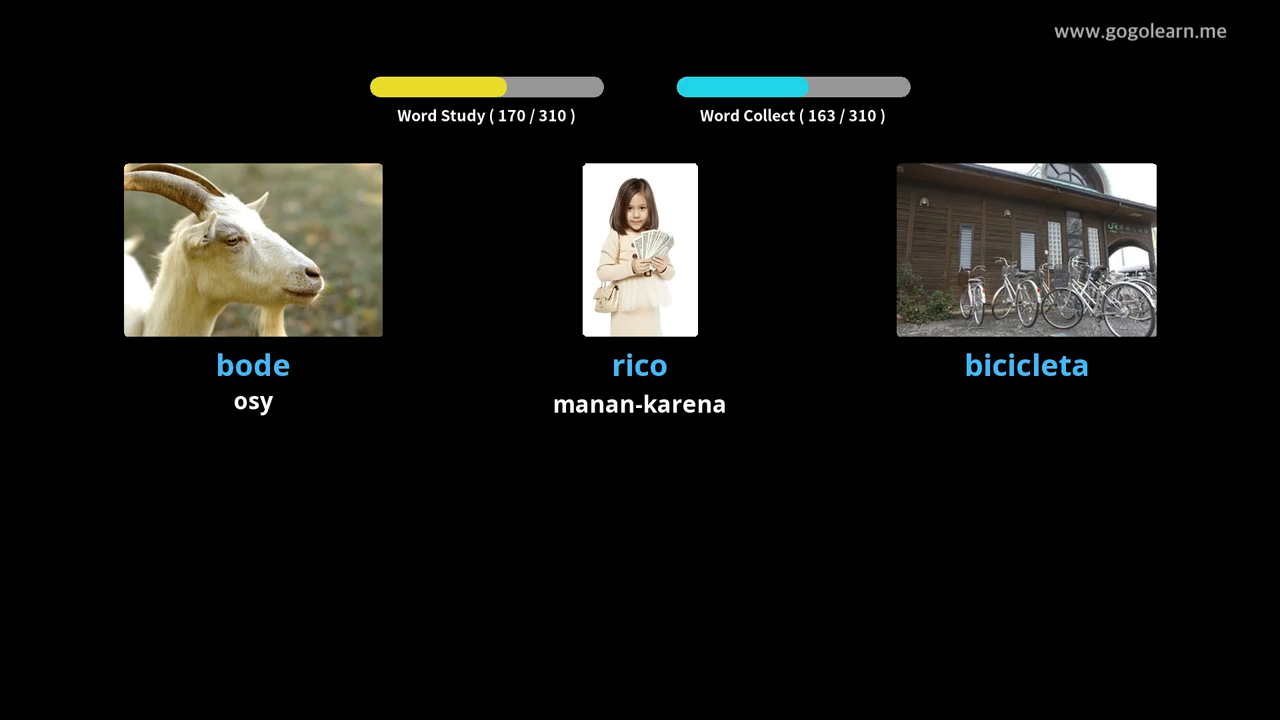 www.gogolearn.me
Word Study ( 170 / 310 )
Word Collect ( 163 / 310 )
bode
rico
bicicleta
osy
manan-karena